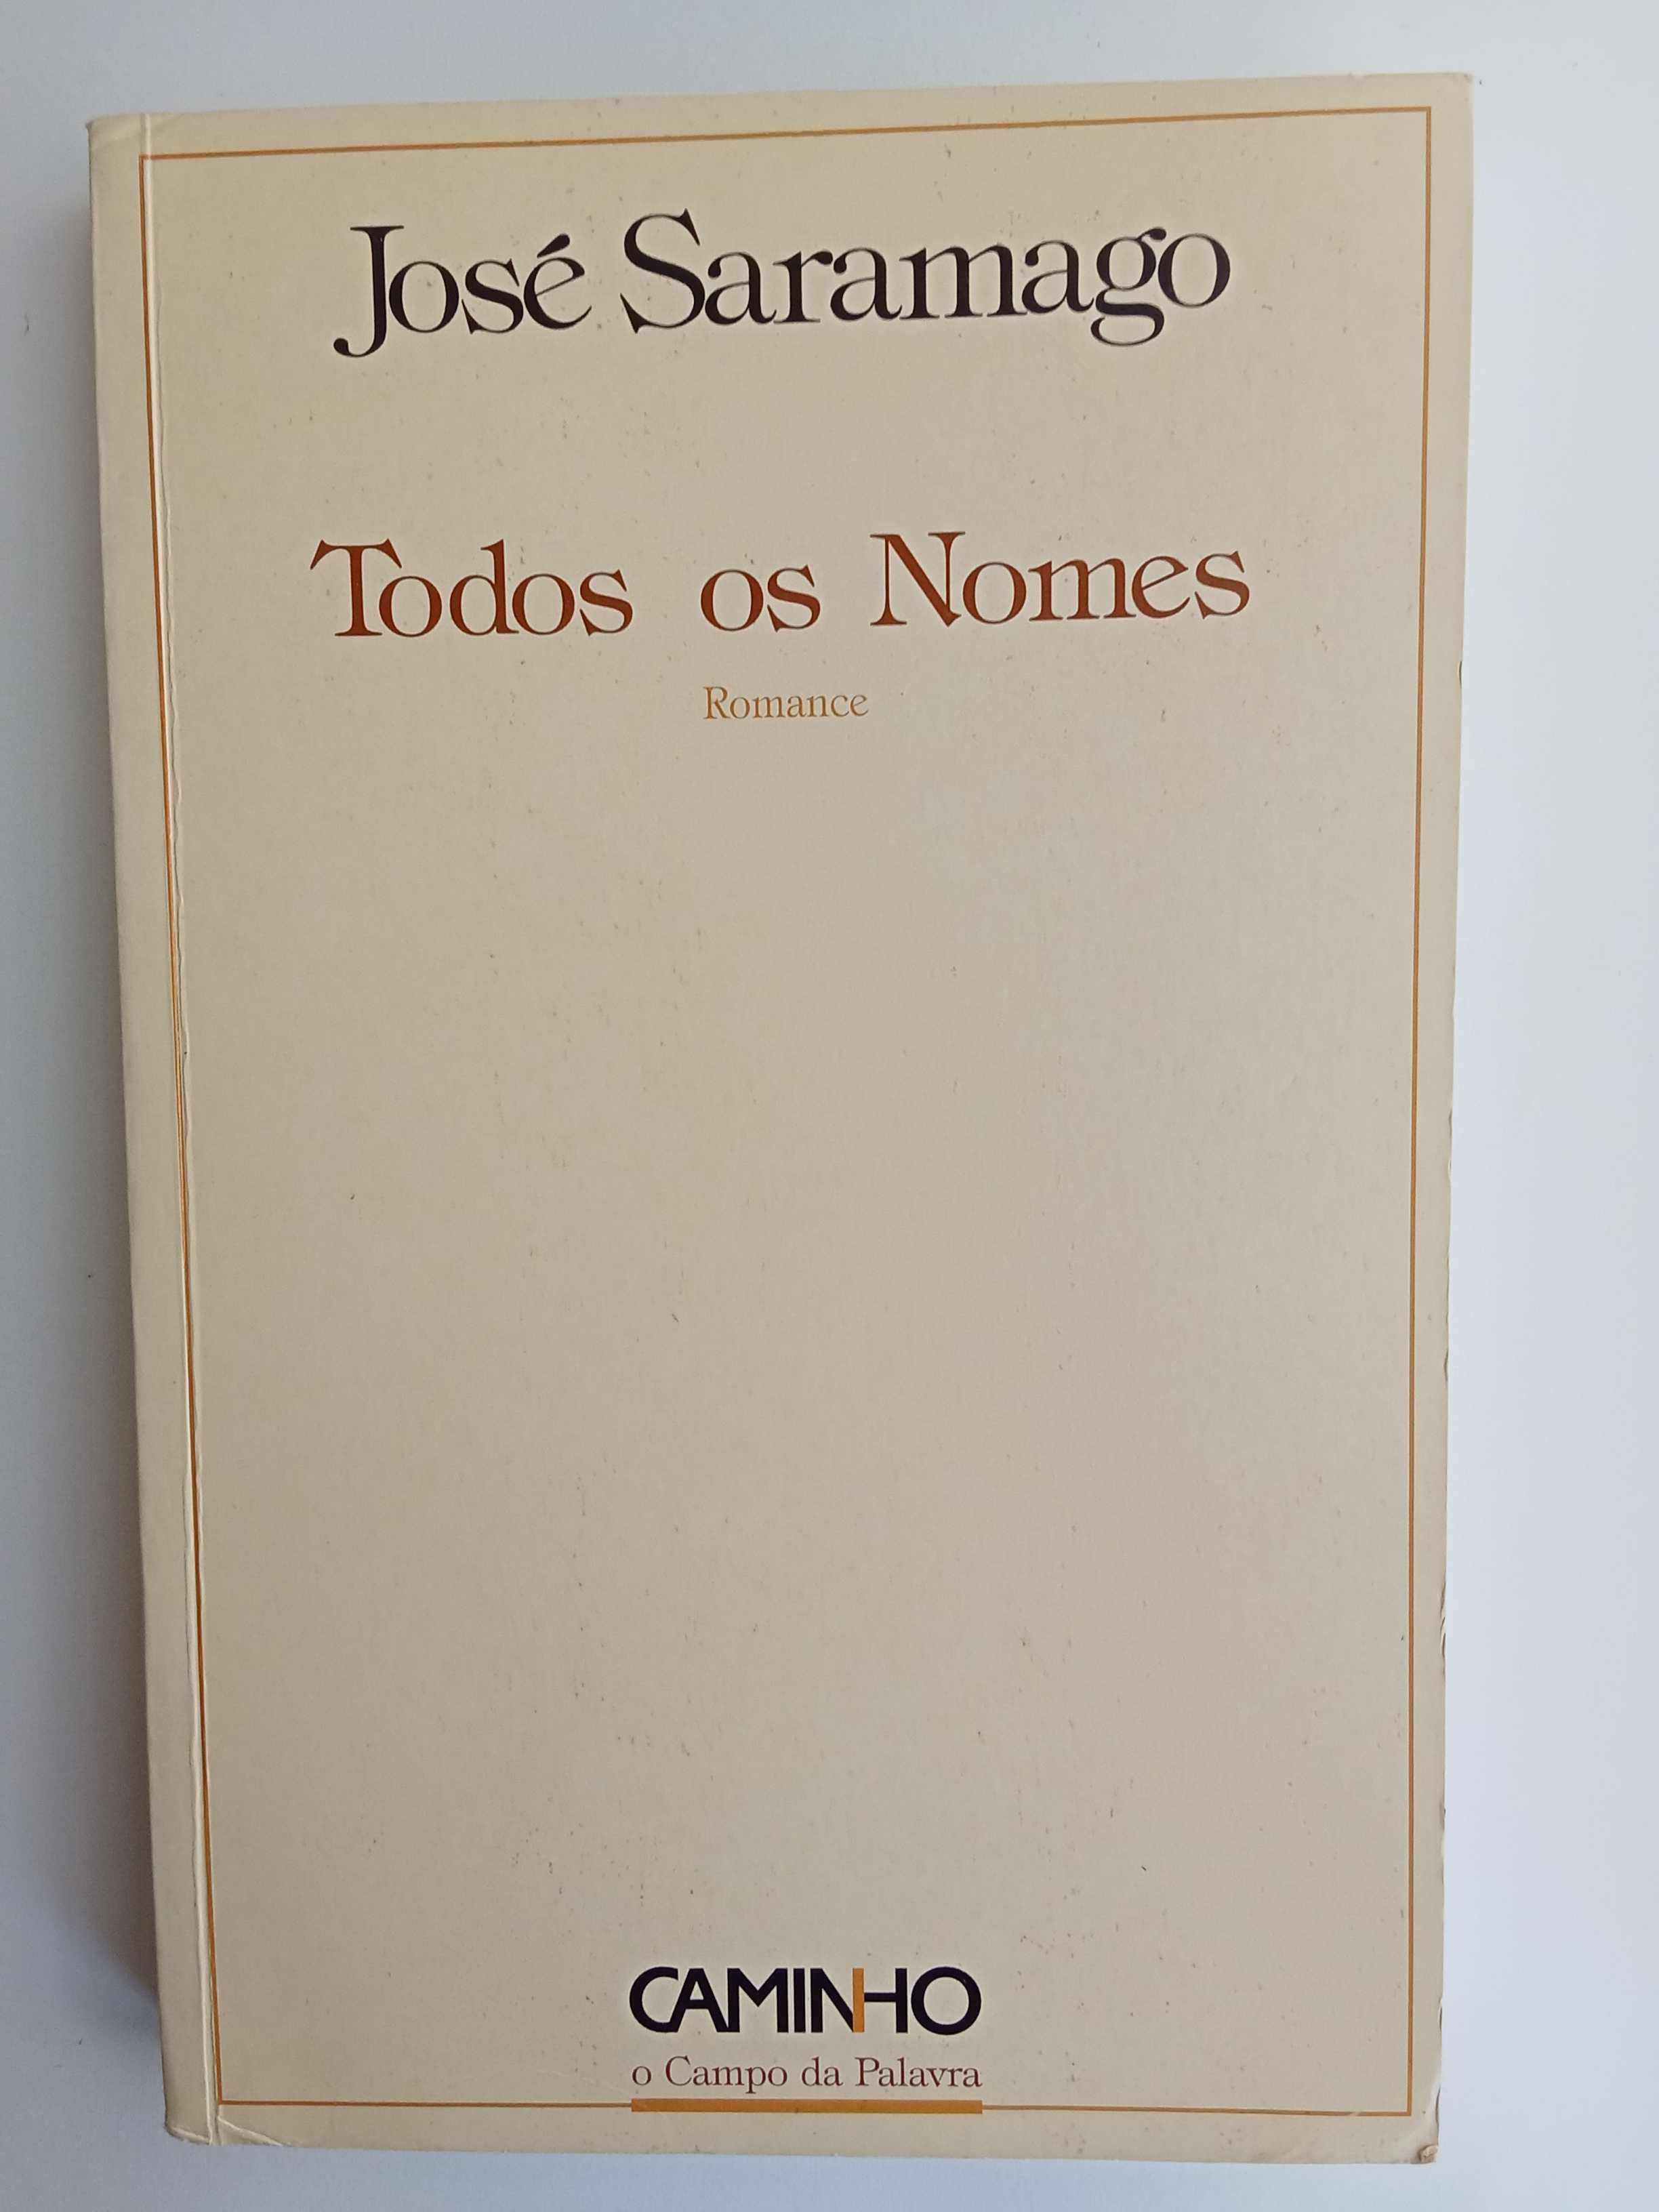 José Saramago
Todos os Nomes
Romance
CAMINHO
o Campo da Palavra